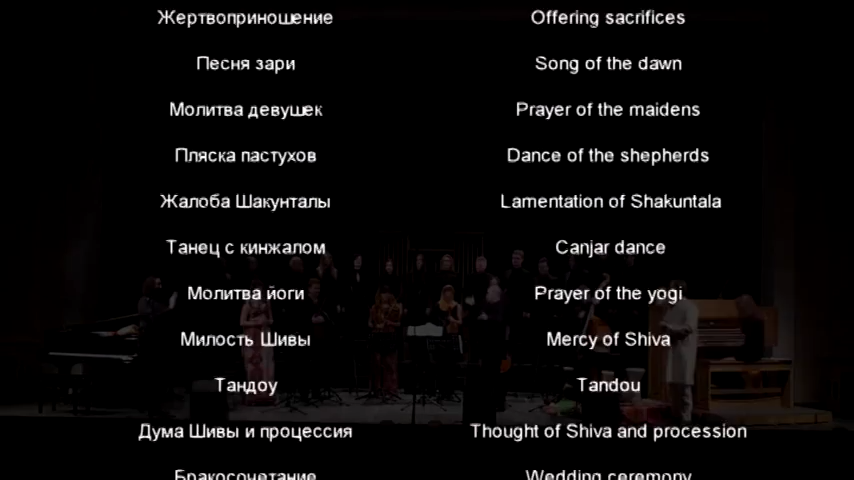 Жертвоприношение Offering sacrifices
Песня зари Song of the dawn
Молитва девушек Prayer of the maidens
Пляска пастухов Dance of the shepherds
Жалоба Шакунталы Lamentation of Shakuntala
Танец с кинжалом Canjar dance
Молитва йоги Prayer of the yogi
Милость Шивы Mercy of Shiva
Тандоу Tandou
Дума Шивы и процессия Thought of Shiva and procession
Бракосочетание Wedding ceremony